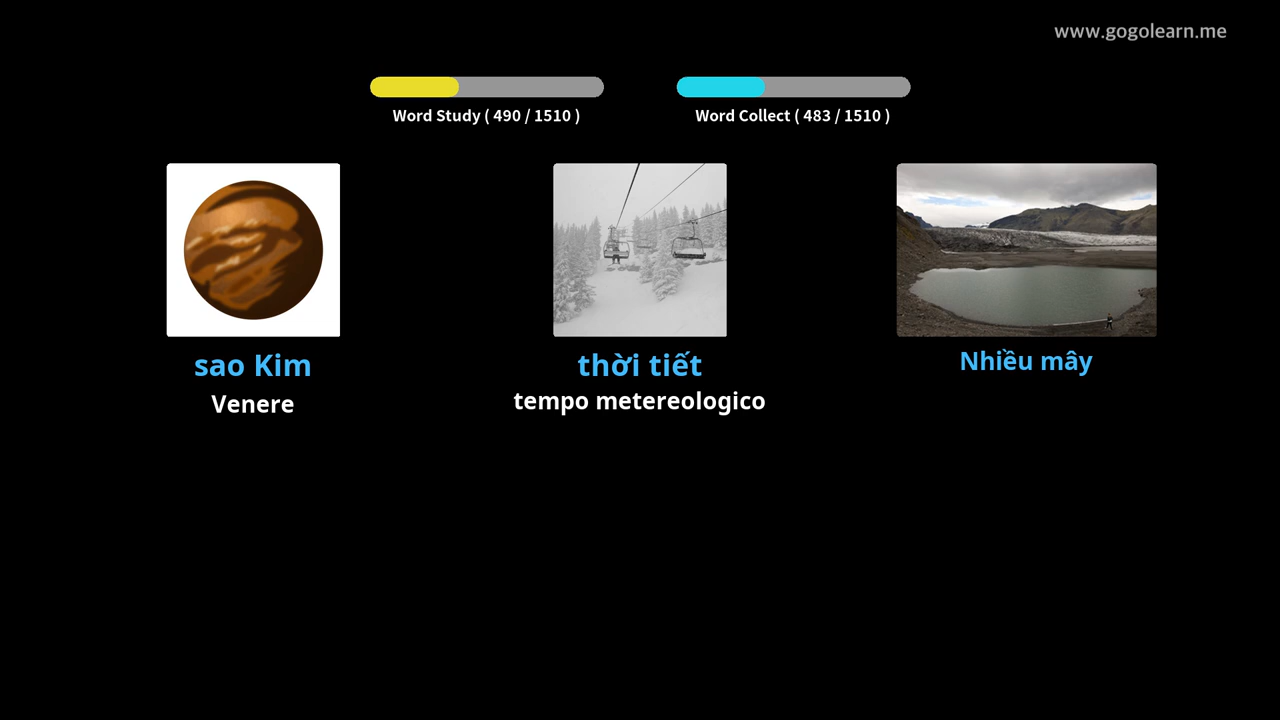 www.gogolearn.me
Word Study ( 490 / 1510 )
Word Collect ( 483 / 1510 )
sao Kim
Venere
thời tiết
tempo metereologico
Nhiều mây